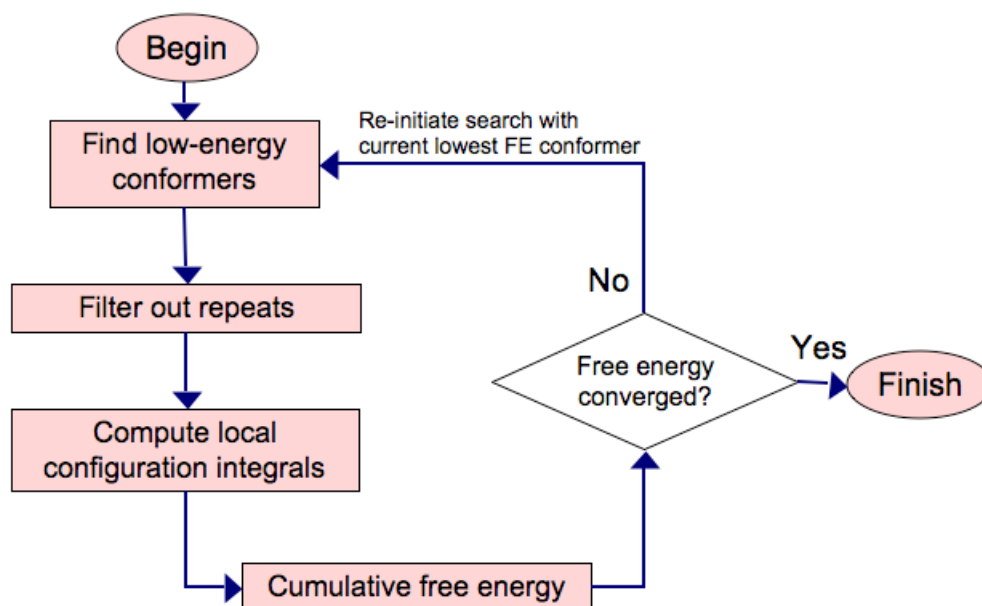 Begin
Find low-energy
conformers
Re-initiate search with
current lowest FE conformer
Filter out repeats
No
Compute local
configuration integrals
Free energy
converged?
Yes
Finish
Cumulative free energy